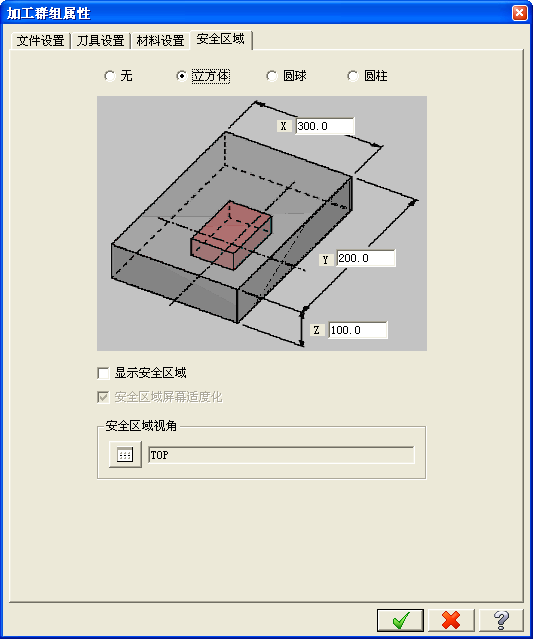 加工群组属性
文件设置 刀具设置 材料设置 安全区域
无 立方体 圆球 圆柱
X 300.0
Y 200.0
Z 100.0
显示安全区域
安全区域屏幕适度化
安全区域视角
TOP